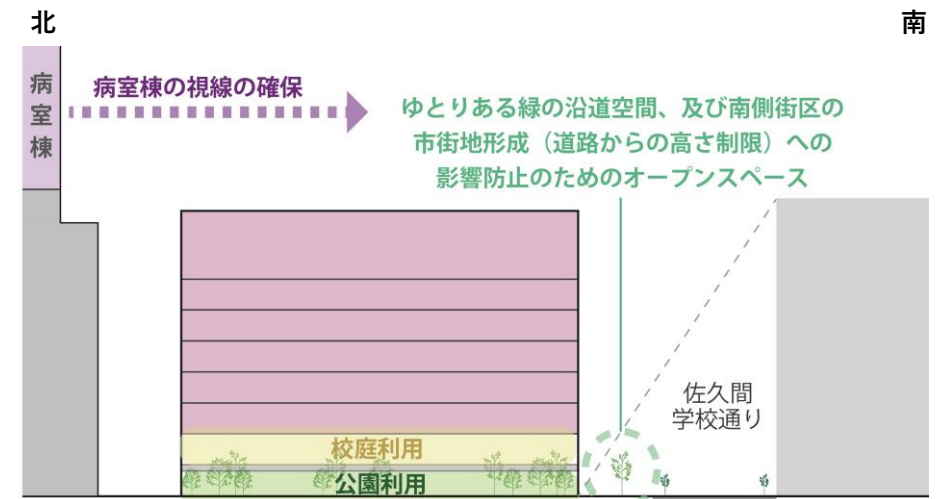 北
南
病室棟
病室棟の視線の確保
ゆとりある緑の沿道空間、及び南側街区の
市街地形成（道路からの高さ制限）への
影響防止のためのオープンスペース
佐久間
学校通り
校庭利用
公園利用